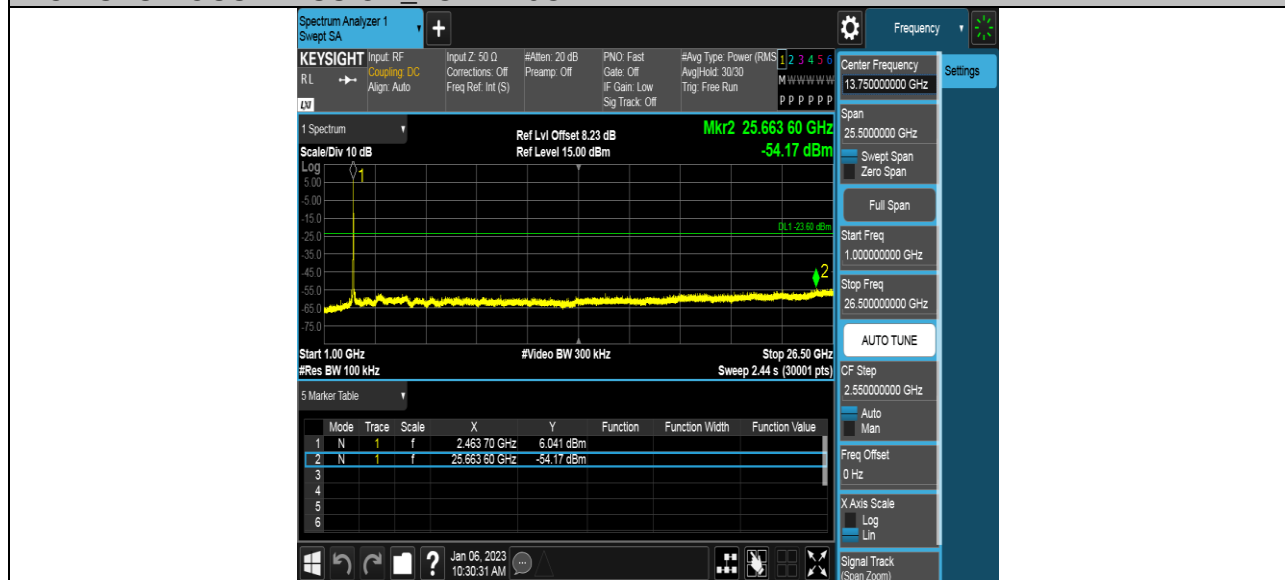 Spectrum Analyzer 1
Swept SA
+
Frequency
KEYSIGHT Input: RF Input Z: 50 Ω #Atten: 20 dB PNO: Fast #Avg Type: Power (RMS 1 2 3 4 5 6
RL Coupling: DC Corrections: Off Preamp: Off Gate: Off Avg|Hold: 30/30 M W W W W W
Align: Auto Freq Ref: Int (S) IF Gain: Low Trig: Free Run
LXI Sig Track: Off P P P P P P
Center Frequency
13.750000000 GHz
Settings
1 Spectrum
Ref Lvl Offset 8.23 dB
Mkr2 25.663 60 GHz
Scale/Div 10 dB
Ref Level 15.00 dBm
-54.17 dBm
Span
25.5000000 GHz
Swept Span
Zero Span
Log
1
5.00
-5.00
-15.0
DL1 -23.60 dBm
-25.0
-35.0
-45.0
2
-55.0
-65.0
-75.0
Full Span
Start Freq
1.000000000 GHz
Stop Freq
26.500000000 GHz
AUTO TUNE
Start 1.00 GHz #Video BW 300 kHz Stop 26.50 GHz
#Res BW 100 kHz Sweep 2.44 s (30001 pts)
CF Step
2.550000000 GHz
Auto
Man
5 Marker Table
Mode Trace Scale X Y Function Function Width Function Value
1 N 1 f 2.463 70 GHz 6.041 dBm
2 N 1 f 25.663 60 GHz -54.17 dBm
3
4
5
6
Freq Offset
0 Hz
X Axis Scale
Log
Lin
Signal Track
(Span Zoom)
?
Jan 06, 2023
10:30:31 AM